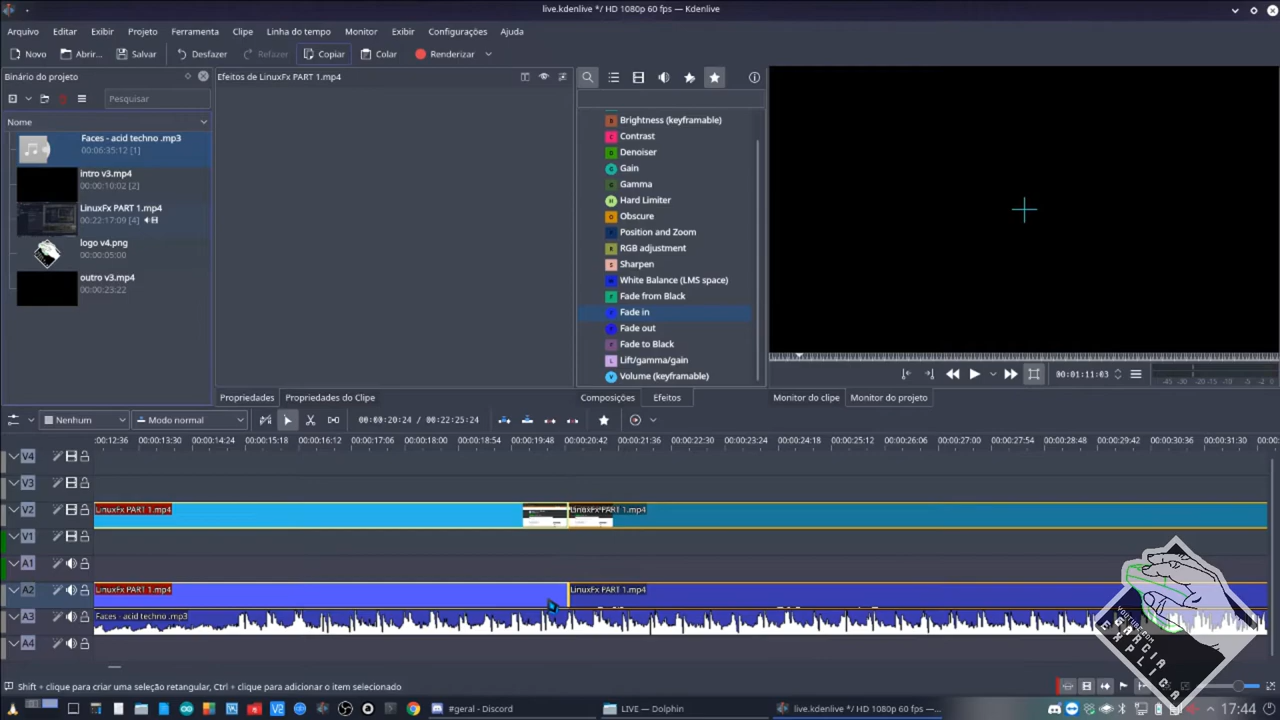 live.kdenlive */ HD 1080p 60 fps — Kdenlive
Arquivo Editar Exibir Projeto Ferramenta Clipe Linha do tempo Monitor Exibir Configurações Ajuda
Novo Abrir... Salvar Desfazer Refazer Copiar Colar Renderizar
Binário do projeto
Pesquisar
Nome
Faces - acid techno .mp3
00:06:35:12 [1]
intro v3.mp4
00:00:10:02 [2]
LinuxFx PART 1.mp4
00:22:17:09 [4]
logo v4.png
00:00:05:00
outro v3.mp4
00:00:23:22
Efeitos de LinuxFx PART 1.mp4
Brightness (keyframable)
Contrast
Denoiser
Gain
Gamma
Hard Limiter
Obscure
Position and Zoom
RGB adjustment
Sharpen
White Balance (LMS space)
Fade from Black
Fade in
Fade out
Fade to Black
Lift/gamma/gain
Volume (keyframable)
00:01:11:03
-45 -30 -20 -15 -10 -5 -2 0
Propriedades Propriedades do Clipe Composições Efeitos Monitor do clipe Monitor do projeto
Nenhum Modo normal 00:00:20:24 / 00:22:25:24
:00:12:36 00:00:13:30 00:00:14:24 00:00:15:18 00:00:16:12 00:00:17:06 00:00:18:00 00:00:18:54 00:00:19:48 00:00:20:42 00:00:21:36 00:00:22:30 00:00:23:24 00:00:24:18 00:00:25:12 00:00:26:06 00:00:27:00 00:00:27:54 00:00:28:48 00:00:29:42 00:00:30:36 00:00:31:30 00:00:
V4
V3
V2 LinuxFx PART 1.mp4 LinuxFx PART 1.mp4
V1
A1
A2 LinuxFx PART 1.mp4 LinuxFx PART 1.mp4
A3 Faces - acid techno .mp3
A4
YOUTUBE.COM
GARCIA
EXPLICA
Shift + clique para criar uma seleção retangular, Ctrl + clique para adicionar o item selecionado
#geral - Discord LIVE — Dolphin live.kdenlive */ HD 1080p 60 fps —... 17:44